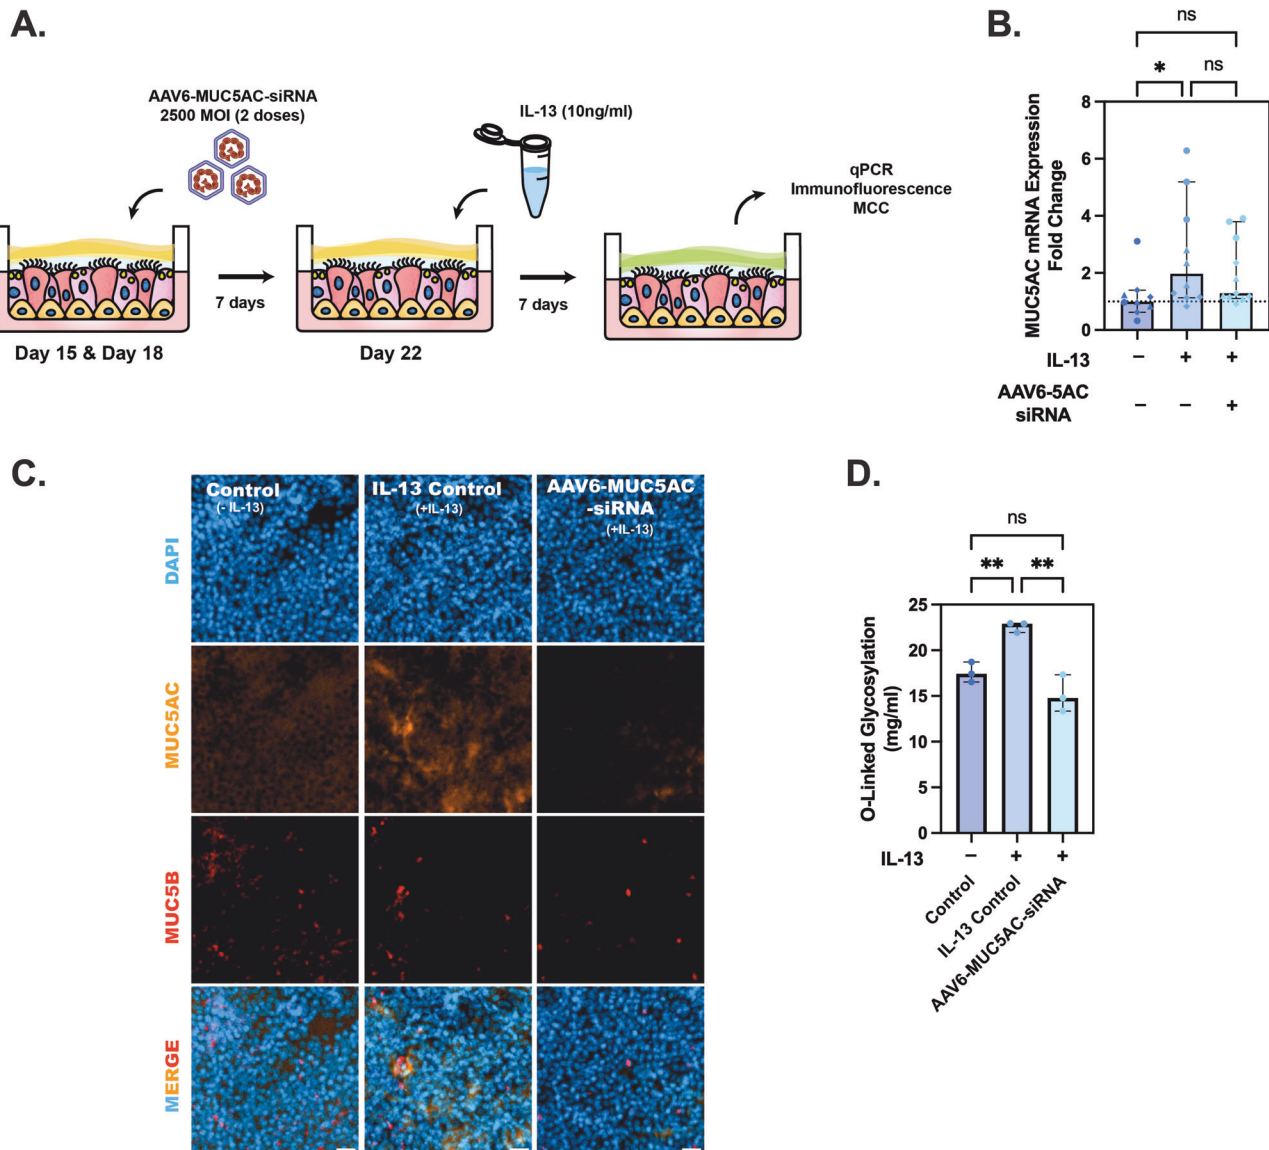 A.
AAV6-MUC5AC-siRNA
2500 MOI (2 doses)
IL-13 (10ng/ml)
qPCR
Immunofluorescence
MCC
7 days
7 days
Day 15 & Day 18
Day 22
B.
ns
* ns
MUC5AC mRNA Expression
Fold Change
8
6
4
2
0
IL-13 − + +
AAV6-5AC
siRNA − − +
C.
Control
(- IL-13)
IL-13 Control
(+IL-13)
AAV6-MUC5AC
-siRNA
(+IL-13)
DAPI
MUC5AC
MUC5B
MERGE
D.
ns
** **
O-Linked Glycosylation
(mg/ml)
25
20
15
10
5
0
IL-13 − + +
Control
IL-13 Control
AAV6-MUC5AC-siRNA